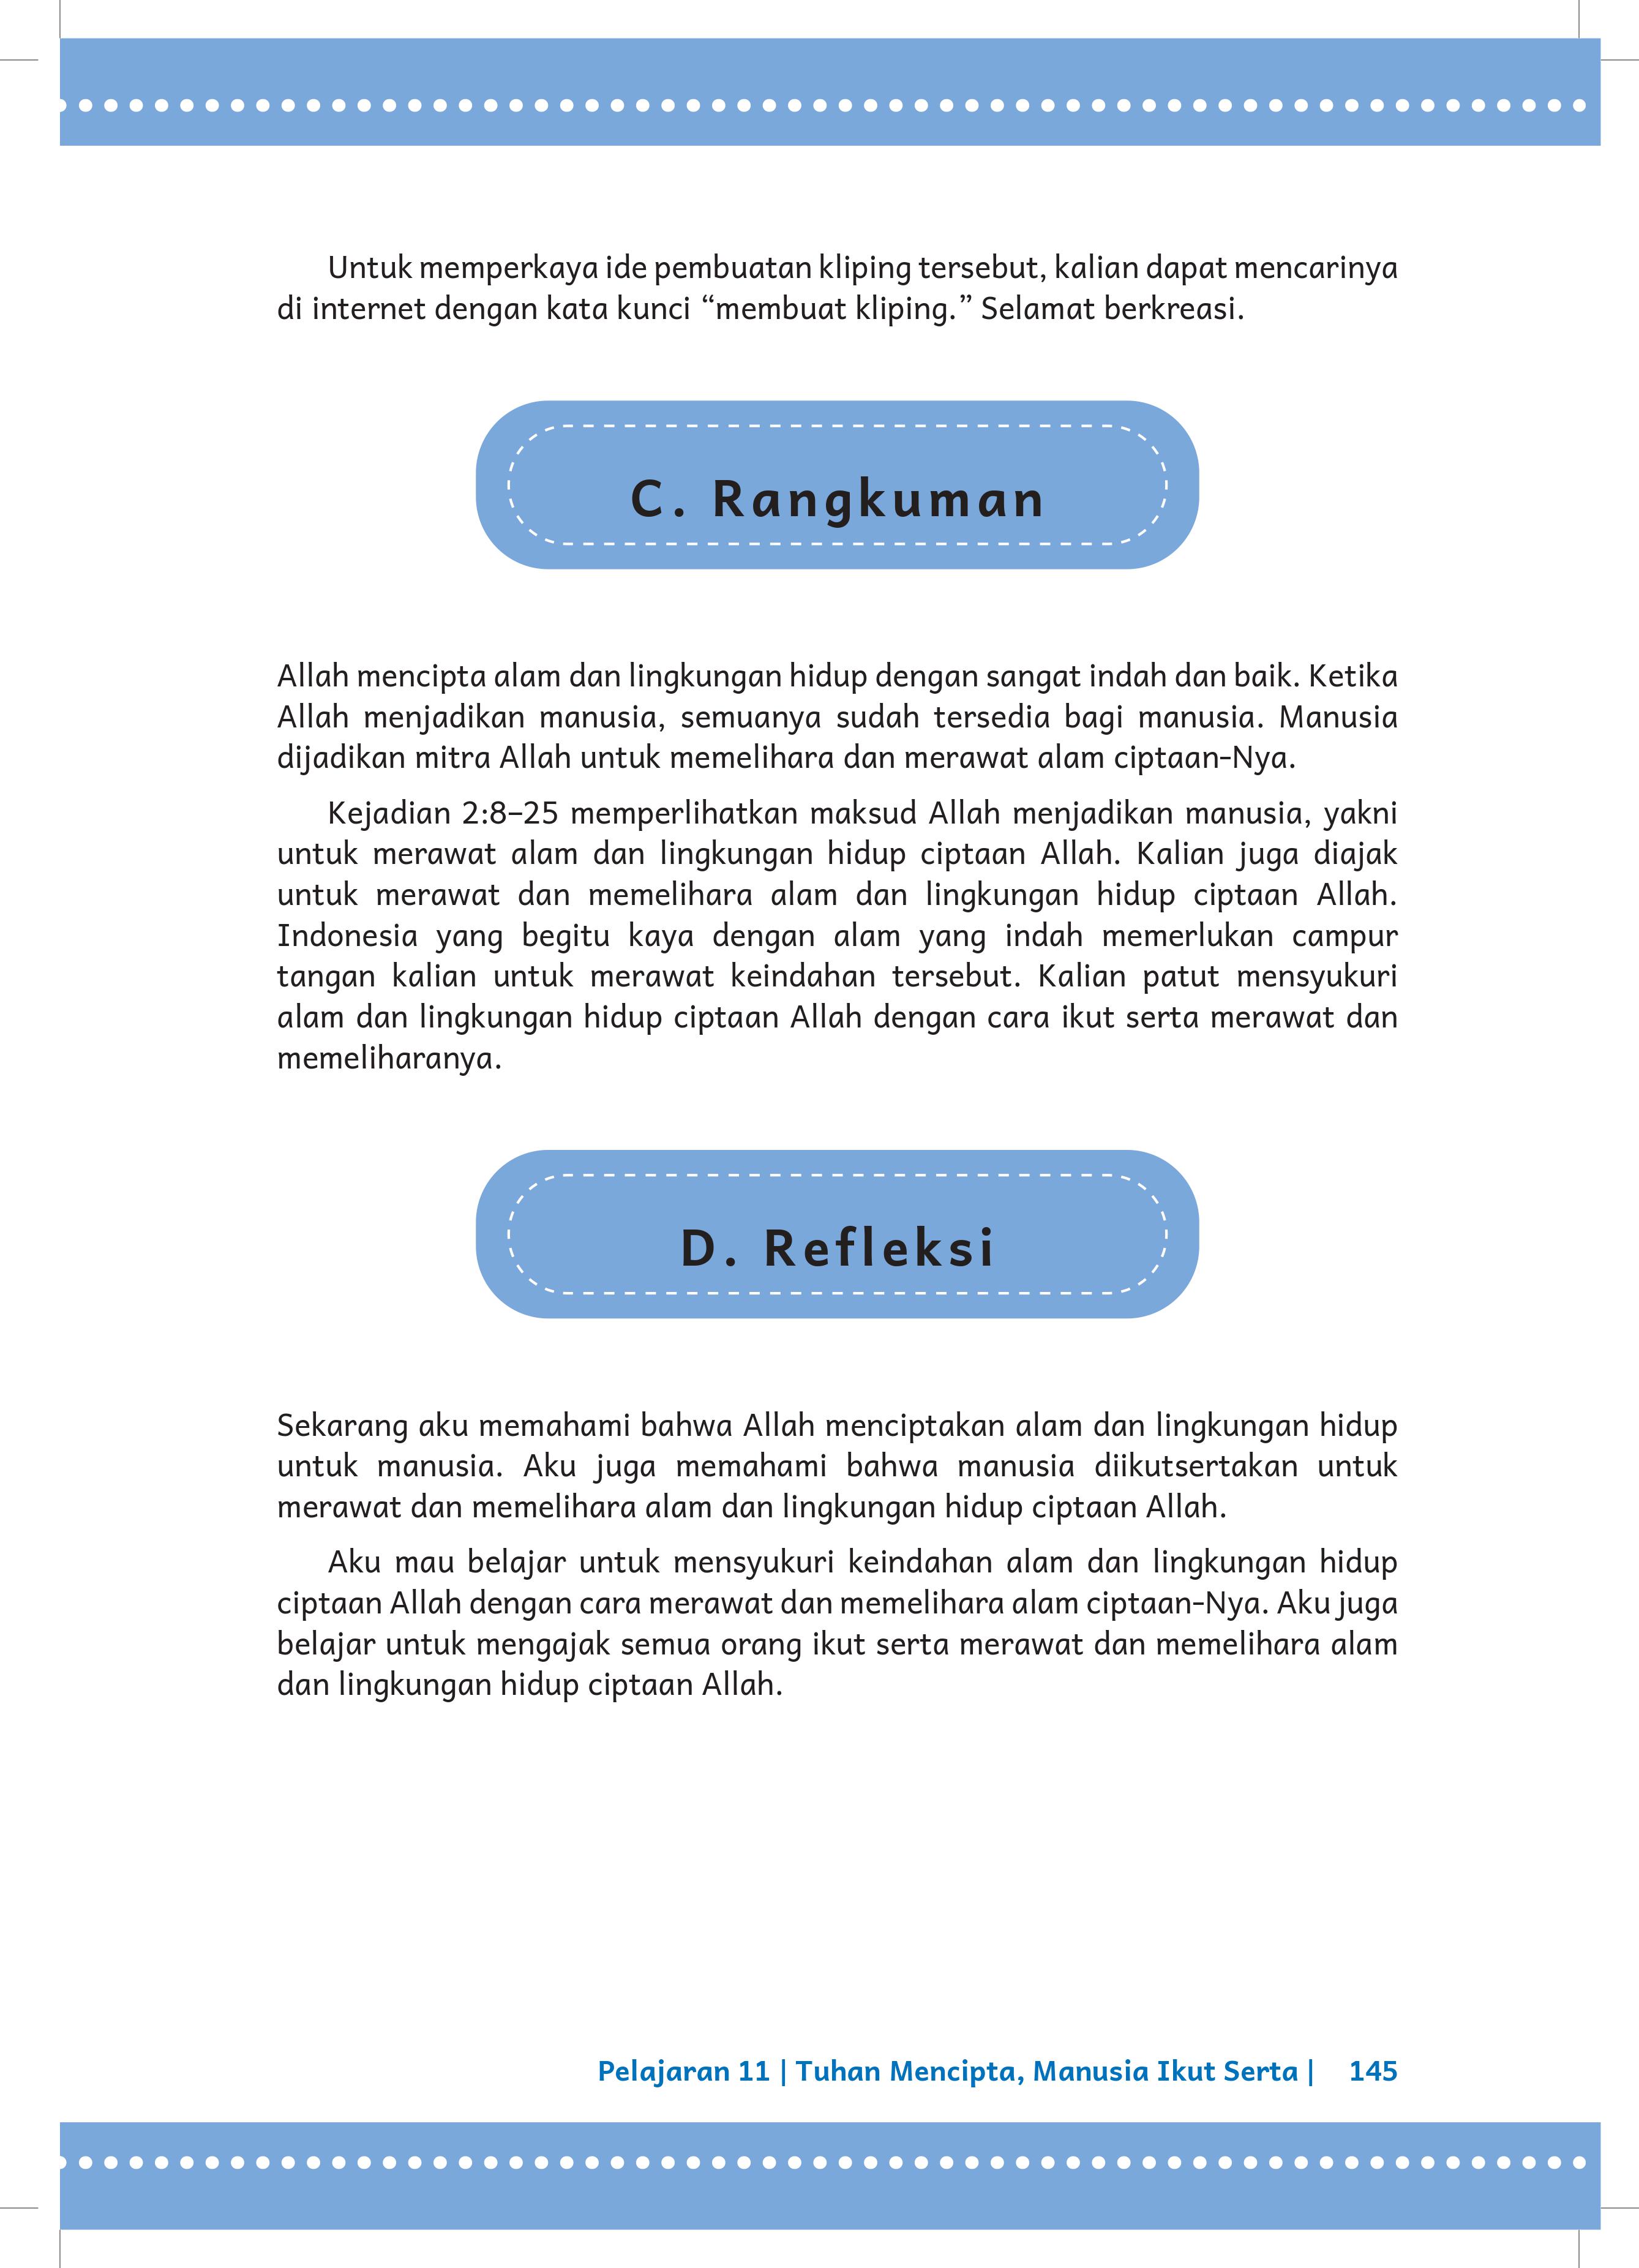 Untuk memperkaya ide pembuatan kliping tersebut, kalian dapat mencarinya
di internet dengan kata kunci “membuat kliping.” Selamat berkreasi.
C. Rangkuman
Allah mencipta alam dan lingkungan hidup dengan sangat indah dan baik. Ketika
Allah menjadikan manusia, semuanya sudah tersedia bagi manusia. Manusia
dijadikan mitra Allah untuk memelihara dan merawat alam ciptaan-Nya.
Kejadian 2:8–25 memperlihatkan maksud Allah menjadikan manusia, yakni
untuk merawat alam dan lingkungan hidup ciptaan Allah. Kalian juga diajak
untuk merawat dan memelihara alam dan lingkungan hidup ciptaan Allah.
Indonesia yang begitu kaya dengan alam yang indah memerlukan campur
tangan kalian untuk merawat keindahan tersebut. Kalian patut mensyukuri
alam dan lingkungan hidup ciptaan Allah dengan cara ikut serta merawat dan
memeliharanya.
D. Refleksi
Sekarang aku memahami bahwa Allah menciptakan alam dan lingkungan hidup
untuk manusia. Aku juga memahami bahwa manusia diikutsertakan untuk
merawat dan memelihara alam dan lingkungan hidup ciptaan Allah.
Aku mau belajar untuk mensyukuri keindahan alam dan lingkungan hidup
ciptaan Allah dengan cara merawat dan memelihara alam ciptaan-Nya. Aku juga
belajar untuk mengajak semua orang ikut serta merawat dan memelihara alam
dan lingkungan hidup ciptaan Allah.
Pelajaran 11 | Tuhan Mencipta, Manusia Ikut Serta | 145